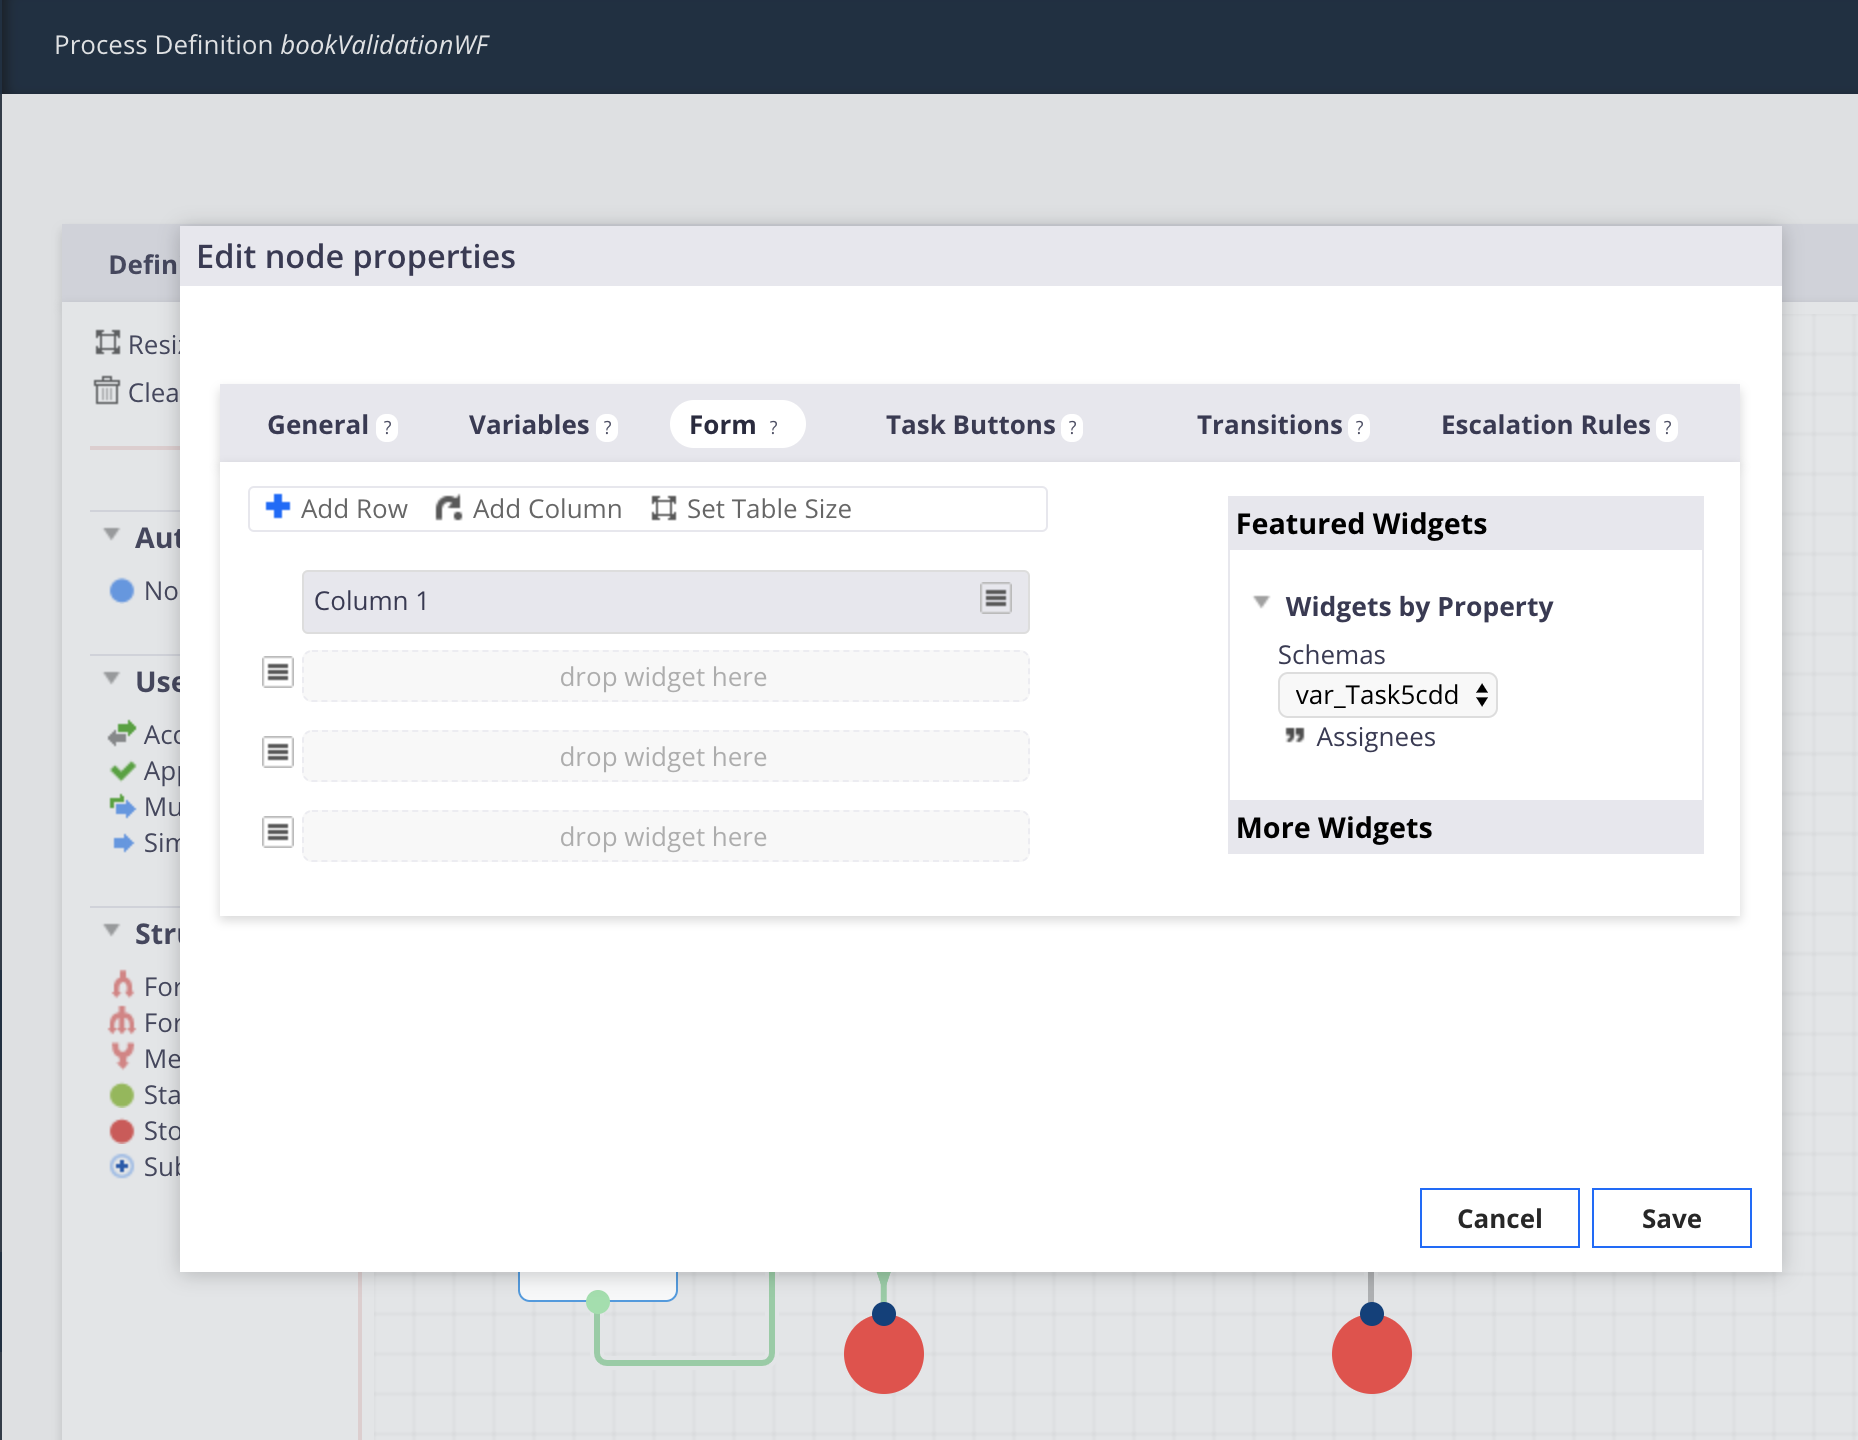 Process Definition bookValidationWF
Edit node properties
General ?
Variables ?
Form ?
Task Buttons ?
Transitions ?
Escalation Rules ?
Add Row
Add Column
Set Table Size
Column 1
drop widget here
drop widget here
drop widget here
Featured Widgets
Widgets by Property
Schemas
var_Task5cdd
Assignees
More Widgets
Cancel
Save
Defin
Resi
Clea
Aut
No
Use
Acc
App
Mu
Sim
Stru
For
For
Me
Sta
Sto
Sub